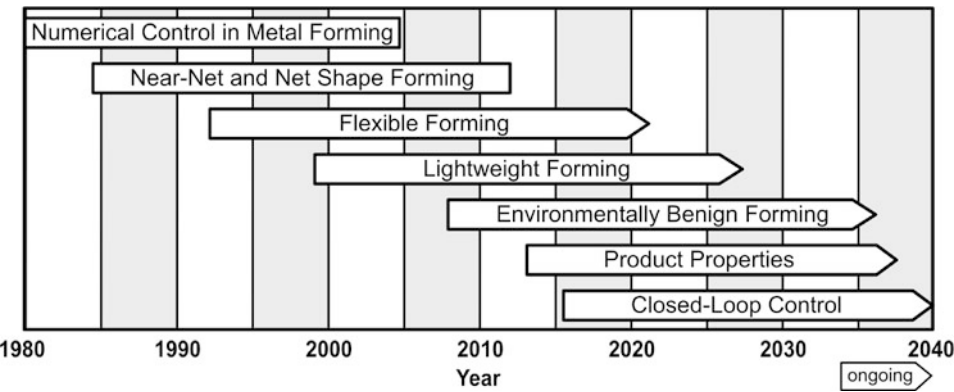 Numerical Control in Metal Forming
Near-Net and Net Shape Forming
Flexible Forming
Lightweight Forming
Environmentally Benign Forming
Product Properties
Closed-Loop Control
1980 1990 2000 2010 2020 2030 2040
Year
ongoing